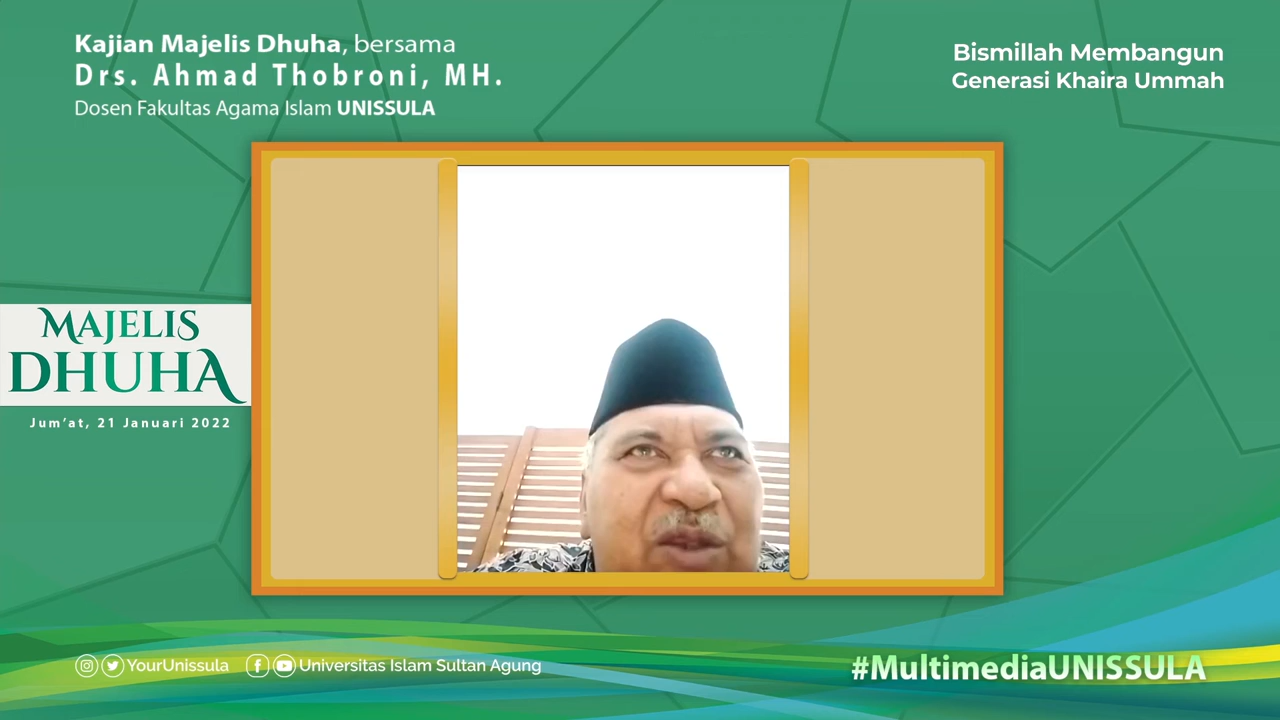 Kajian Majelis Dhuha, bersama
Drs. Ahmad Thobroni, MH.
Dosen Fakultas Agama Islam UNISSULA
Bismillah Membangun
Generasi Khaira Ummah
MAJELIS
DHUHA
Jum'at, 21 Januari 2022
YourUnissula Universitas Islam Sultan Agung
#MultimediaUNISSULA